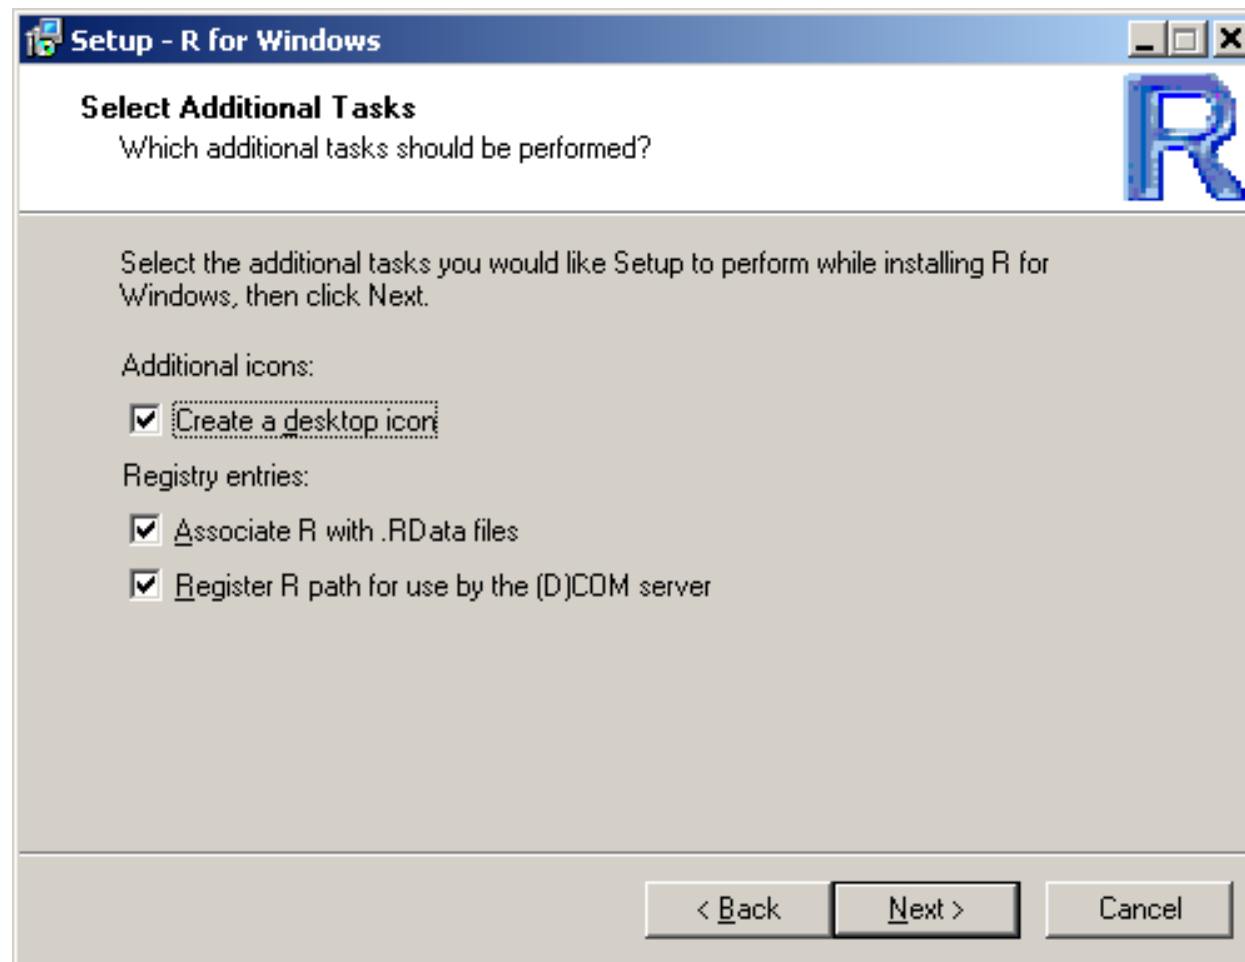 Setup - R for Windows
Select Additional Tasks
Which additional tasks should be performed?
R
Select the additional tasks you would like Setup to perform while installing R for
Windows, then click Next.
Additional icons:
Create a desktop icon
Registry entries:
Associate R with .RData files
Register R path for use by the (D)COM server
< Back Next > Cancel